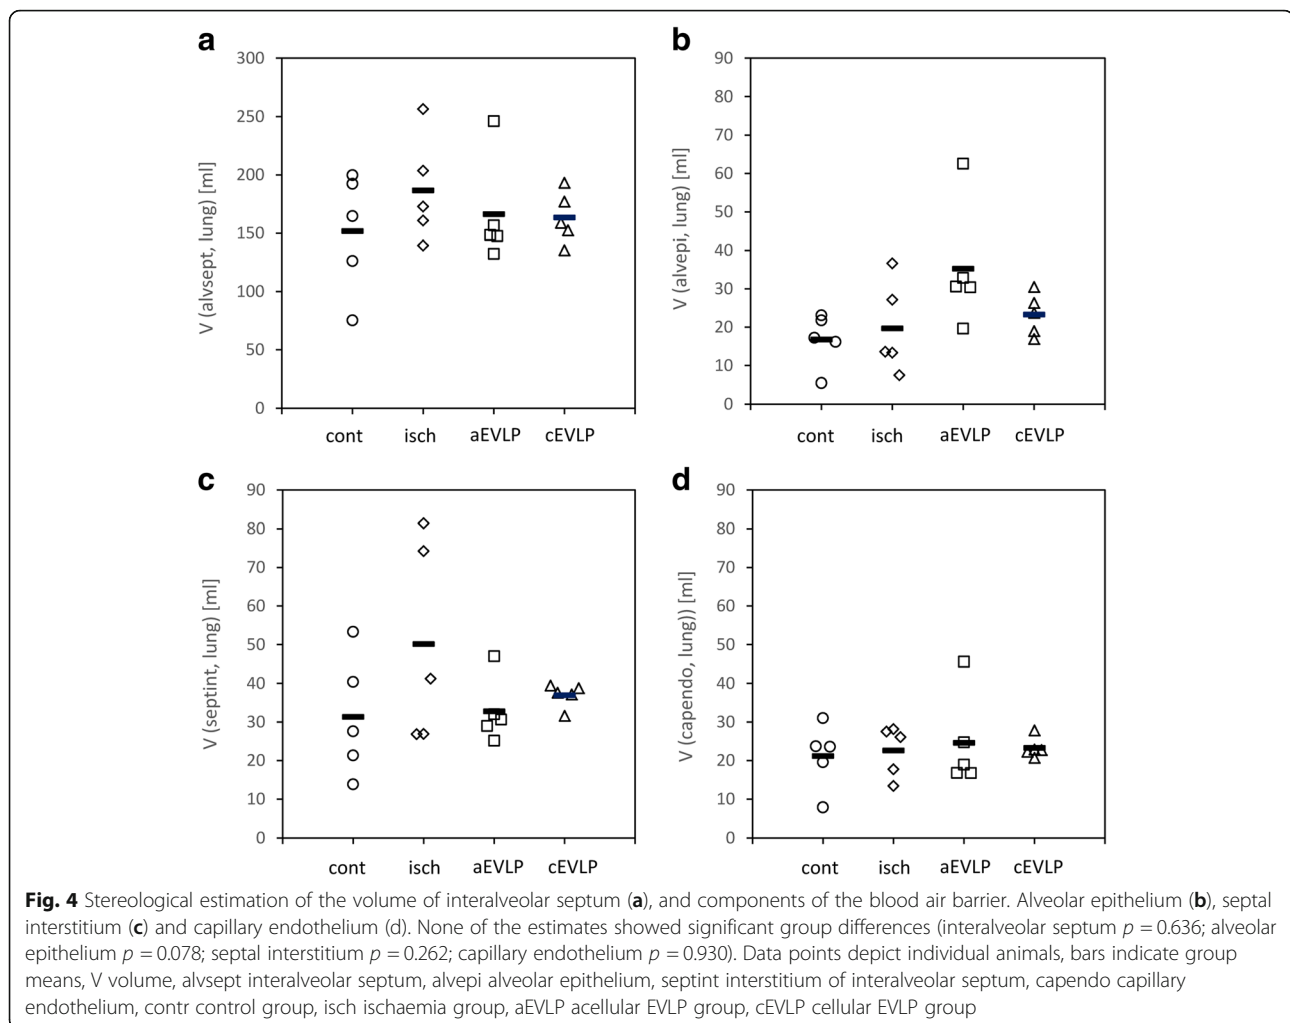 a
V (alvsept, lung) [ml]
300
250
200
150
100
50
0
cont isch aEVLP cEVLP
b
V (alvepi, lung) [ml]
90
80
70
60
50
40
30
20
10
0
cont isch aEVLP cEVLP
c
V (septint, lung) [ml]
90
80
70
60
50
40
30
20
10
0
cont isch aEVLP cEVLP
d
V (capendo, lung)) [ml]
90
80
70
60
50
40
30
20
10
0
cont isch aEVLP cEVLP
Fig. 4 Stereological estimation of the volume of interalveolar septum (a), and components of the blood air barrier. Alveolar epithelium (b), septal
interstitium (c) and capillary endothelium (d). None of the estimates showed significant group differences (interalveolar septum p = 0.636; alveolar
epithelium p = 0.078; septal interstitium p = 0.262; capillary endothelium p = 0.930). Data points depict individual animals, bars indicate group
means, V volume, alvsept interalveolar septum, alvepi alveolar epithelium, septint interstitium of interalveolar septum, capendo capillary
endothelium, contr control group, isch ischaemia group, aEVLP acellular EVLP group, cEVLP cellular EVLP group